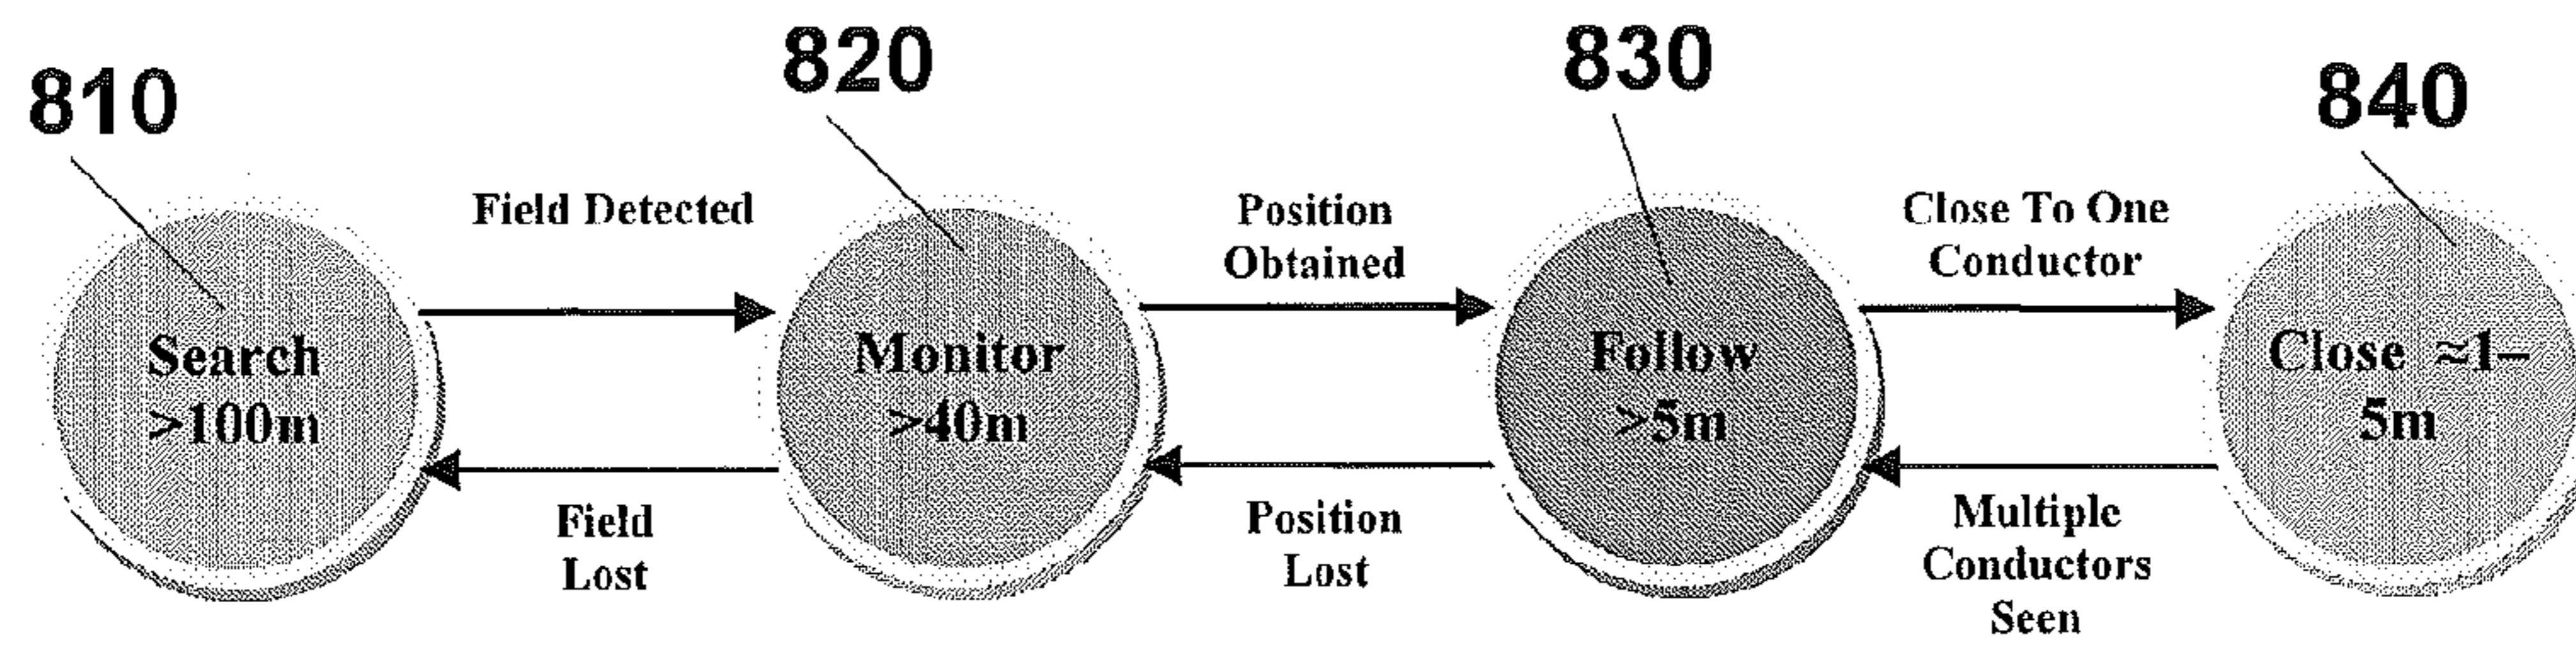 810
820
830
840
Field Detected
Position
Obtained
Close To One
Conductor
Search
>100m
Monitor
>40m
Follow
>5m
Close ≈1–
5m
Field
Lost
Position
Lost
Multiple
Conductors
Seen